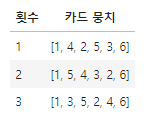 횟수 카드 뭉치
1 [1, 4, 2, 5, 3, 6]
2 [1, 5, 4, 3, 2, 6]
3 [1, 3, 5, 2, 4, 6]